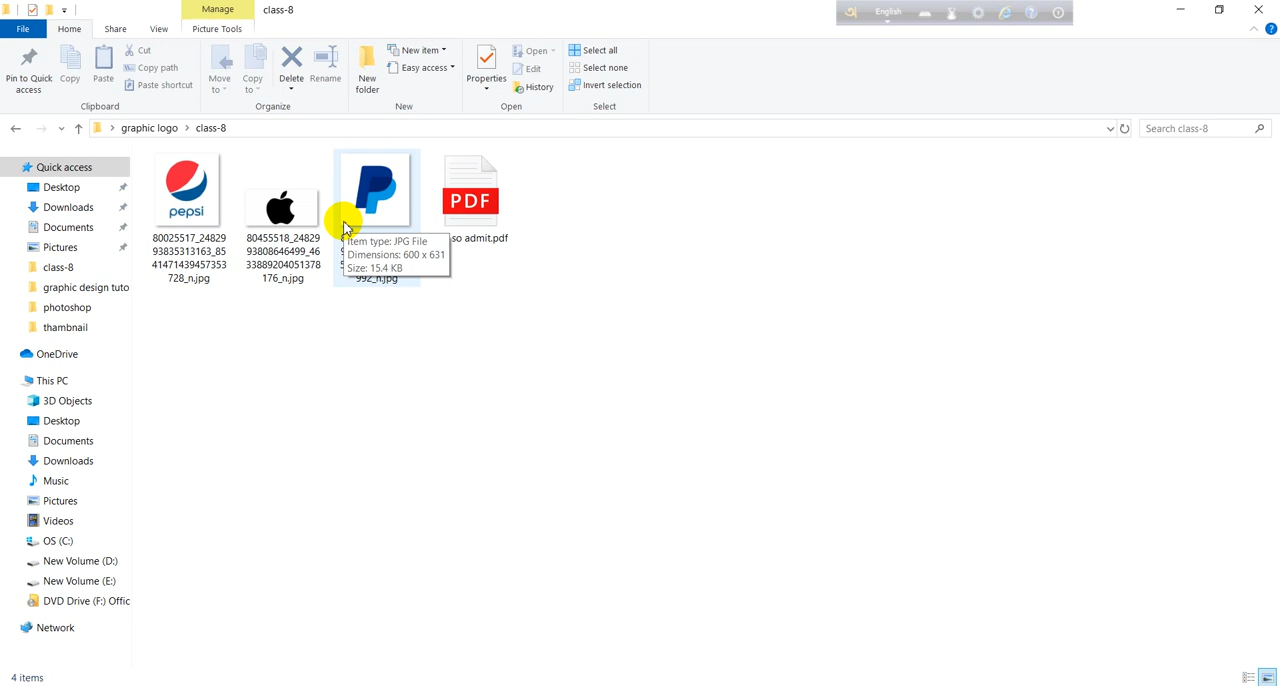 Manage
class-8
English
File
Home
Share
View
Picture Tools
Pin to Quick access
Copy
Paste
Cut
Copy path
Paste shortcut
Clipboard
Move to
Copy to
Delete
Rename
Organize
New folder
New item
Easy access
New
Properties
Open
Edit
History
Open
Select all
Select none
Invert selection
Select
graphic logo
class-8
Search class-8
Quick access
Desktop
Downloads
Documents
Pictures
class-8
graphic design tuto
photoshop
thambnail
OneDrive
This PC
3D Objects
Desktop
Documents
Downloads
Music
Pictures
Videos
OS (C:)
New Volume (D:)
New Volume (E:)
DVD Drive (F:) Offic
Network
pepsi
80025517_24829
93835313163_85
41471439457353
728_n.jpg
80455518_24829
93808646499_46
33889204051378
176_n.jpg
Item type: JPG File
Dimensions: 600 x 631
Size: 15.4 KB
992_n.jpg
PDF
so admit.pdf
4 items